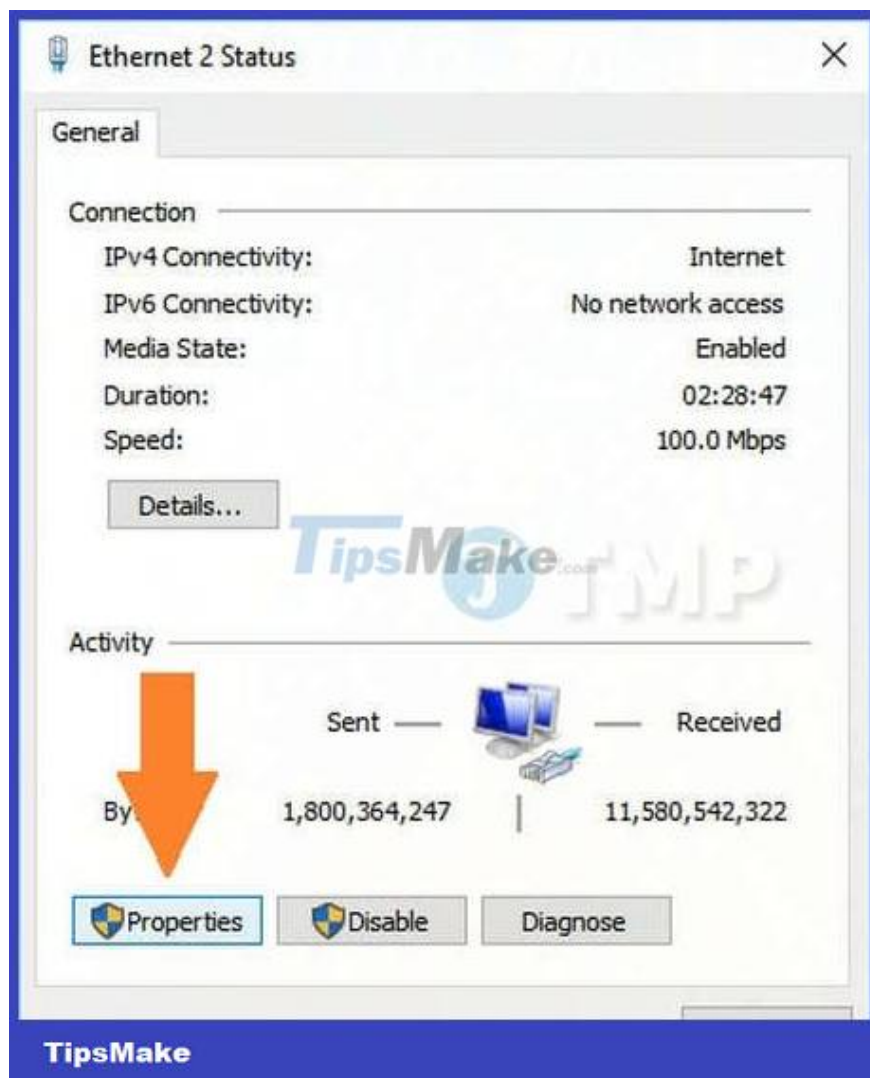 Ethernet 2 Status
General
Connection
IPv4 Connectivity: Internet
IPv6 Connectivity: No network access
Media State: Enabled
Duration: 02:28:47
Speed: 100.0 Mbps
Details...
TipsMake.com
J TMP
Activity
Sent Received
1,800,364,247 11,580,542,322
Properties Disable Diagnose
TipsMake